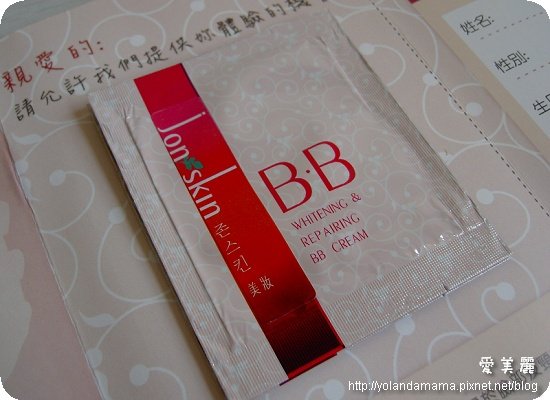 親愛的:
請允許我們提供妳體驗的機
姓名:
性別:
生
jon skin
존스킨 美妝
B·B
WHITENING &
REPAIRING
BB CREAM
愛美麗
http://yolandamama.pixnet.net/blog